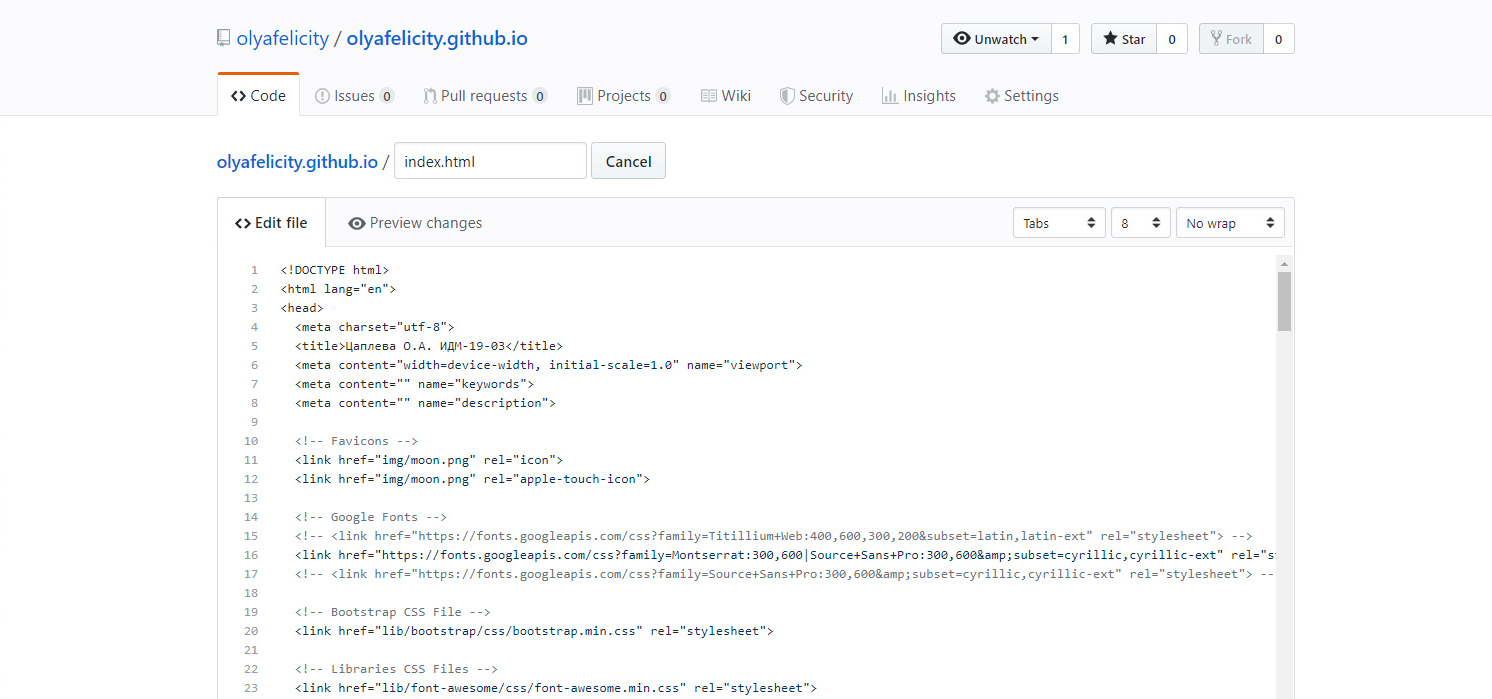 olyafelicity / olyafelicity.github.io
Unwatch 1 Star 0 Fork 0
Code Issues 0 Pull requests 0 Projects 0 Wiki Security Insights Settings
olyafelicity.github.io / index.html Cancel
Edit file Preview changes Tabs 8 No wrap
1 <!DOCTYPE html>
2 <html lang="en">
3 <head>
4 <meta charset="utf-8">
5 <title>Цаплева О.А. ИДМ-19-03</title>
6 <meta content="width=device-width, initial-scale=1.0" name="viewport">
7 <meta content="" name="keywords">
8 <meta content="" name="description">
9
10 <!-- Favicons -->
11 <link href="img/moon.png" rel="icon">
12 <link href="img/moon.png" rel="apple-touch-icon">
13
14 <!-- Google Fonts -->
15 <!-- <link href="https://fonts.googleapis.com/css?family=Titillium+Web:400,600,300,200&subset=latin,latin-ext" rel="stylesheet"> -->
16 <link href="https://fonts.googleapis.com/css?family=Montserrat:300,600|Source+Sans+Pro:300,600&amp;subset=cyrillic,cyrillic-ext" rel="st
17 <!-- <link href="https://fonts.googleapis.com/css?family=Source+Sans+Pro:300,600&amp;subset=cyrillic,cyrillic-ext" rel="stylesheet"> --
18
19 <!-- Bootstrap CSS File -->
20 <link href="lib/bootstrap/css/bootstrap.min.css" rel="stylesheet">
21
22 <!-- Libraries CSS Files -->
23 <link href="lib/font-awesome/css/font-awesome.min.css" rel="stylesheet">